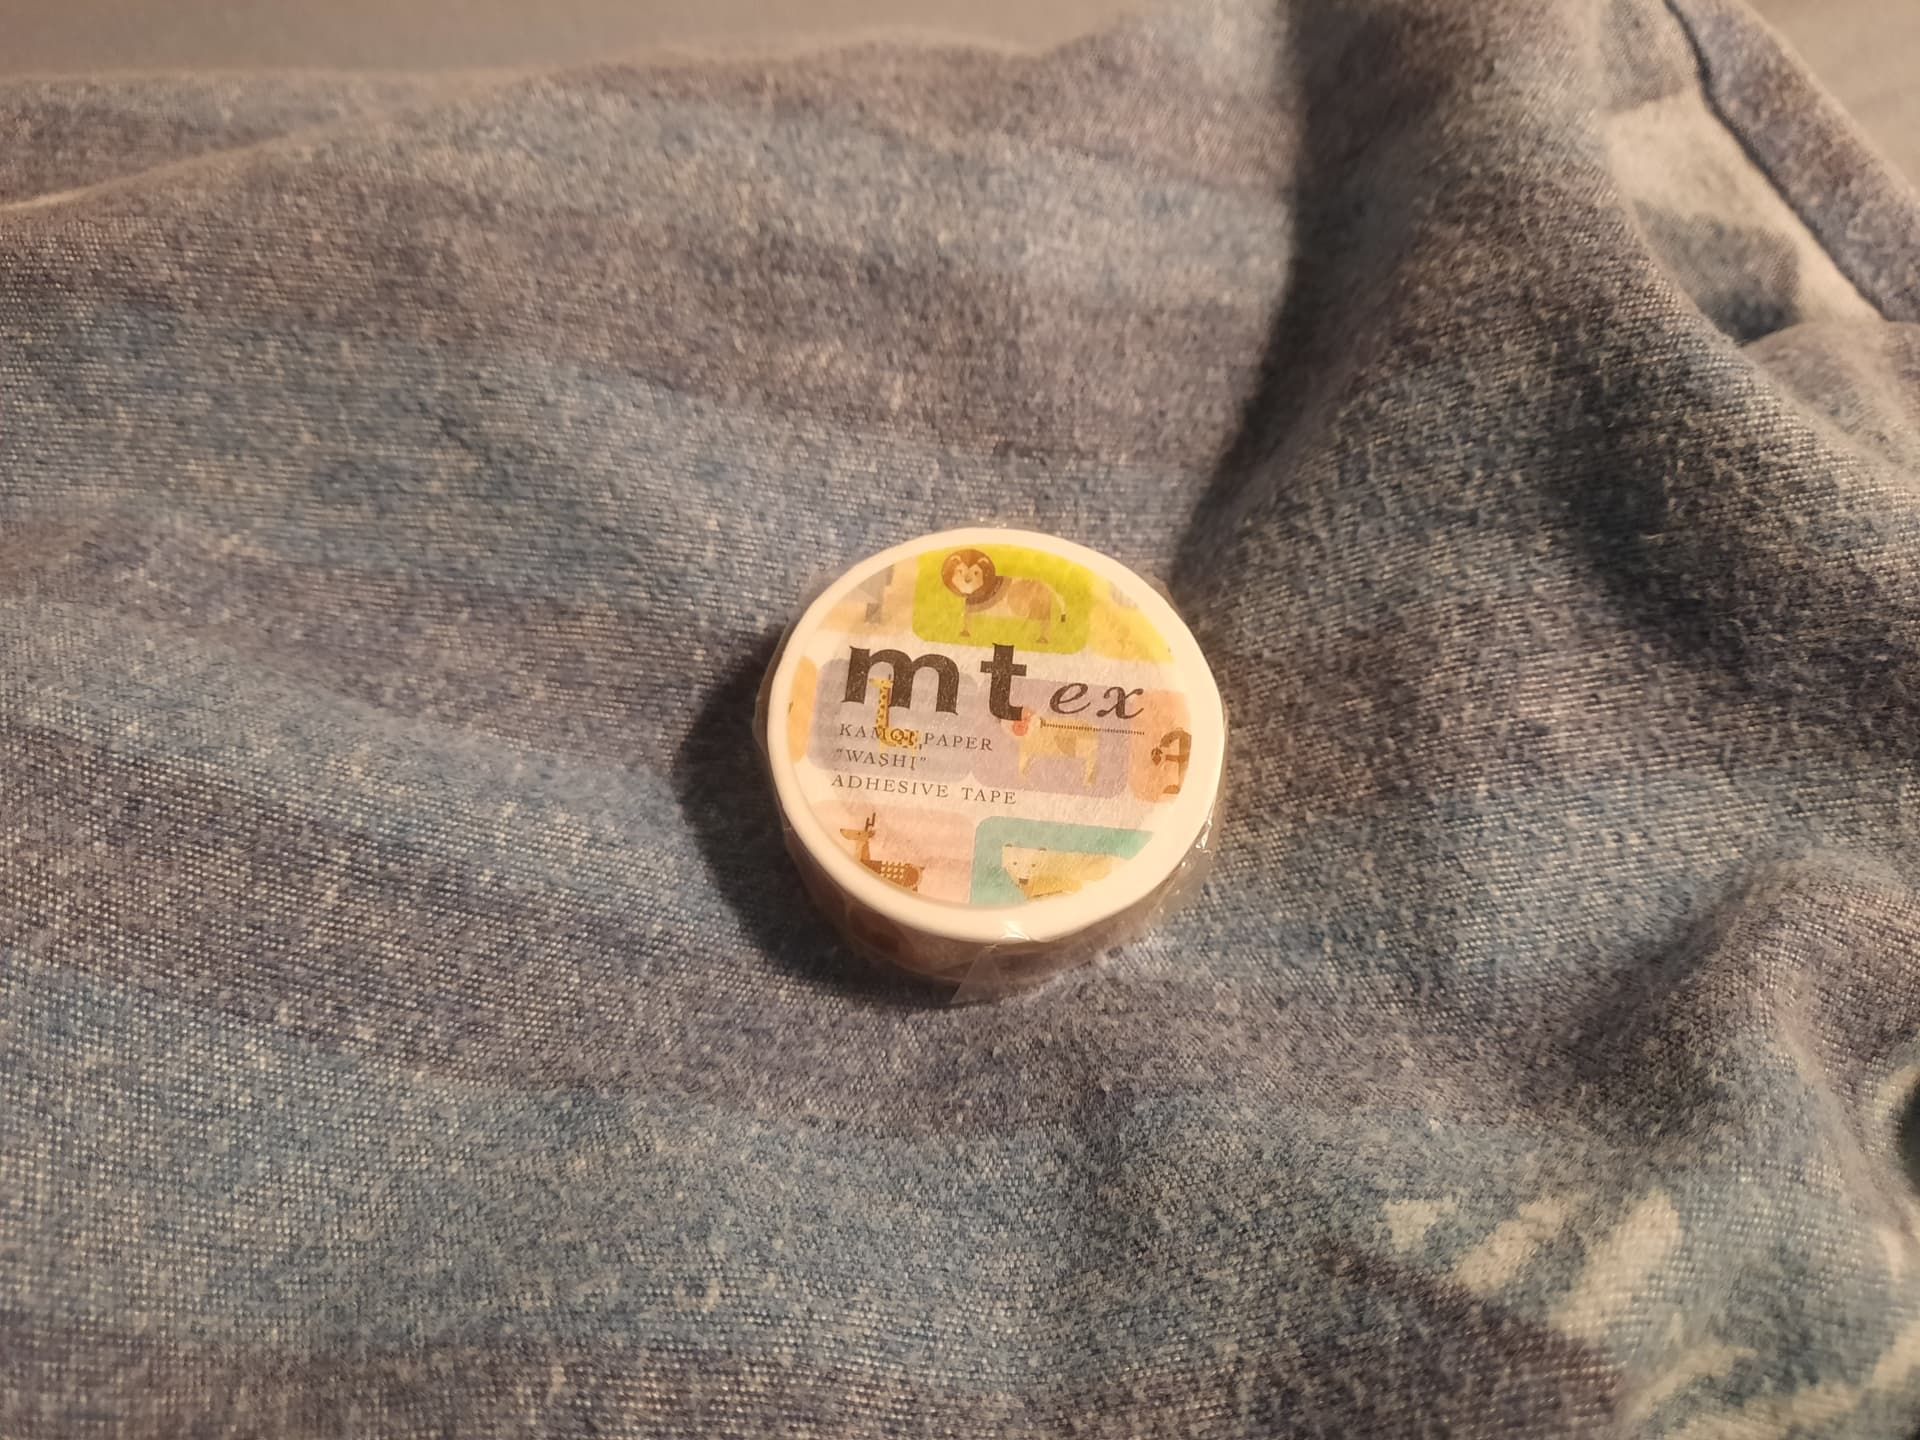 mt ex
KAMOI PAPER
"WASHI"
ADHESIVE TAPE